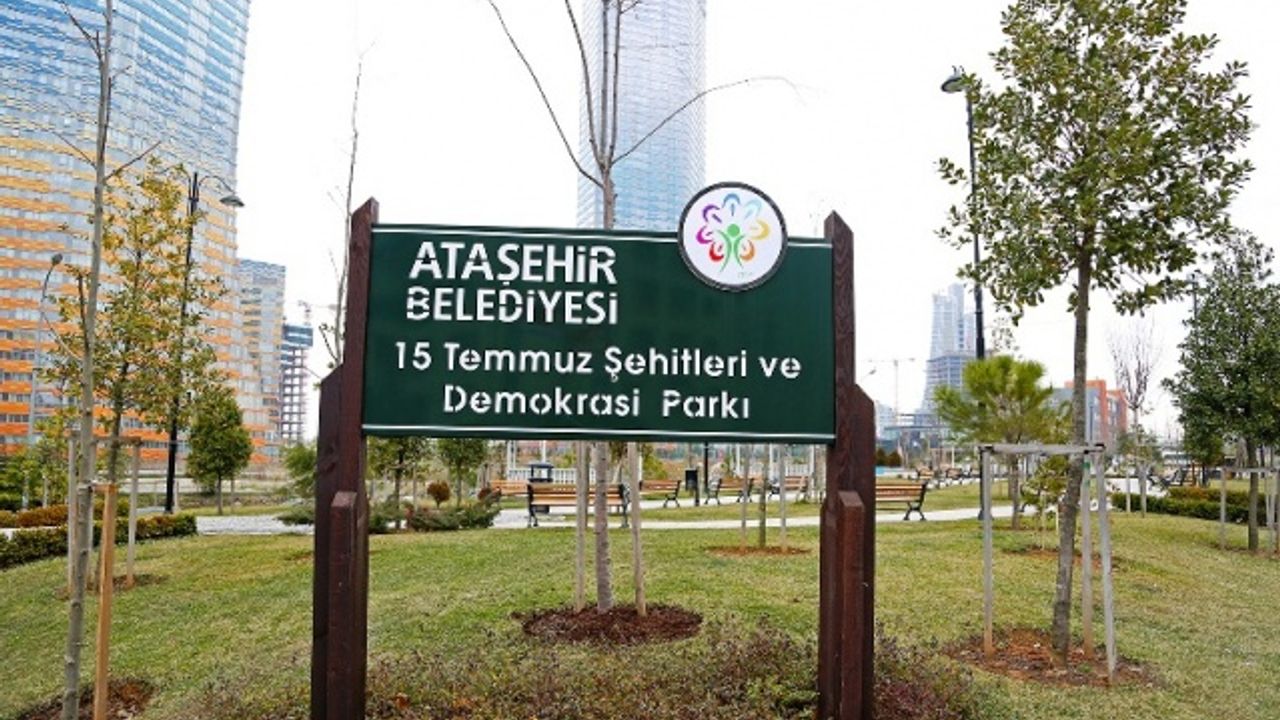 ATAŞEHİR
BELEDİYESİ
15 Temmuz Şehitleri ve
Demokrasi Parkı